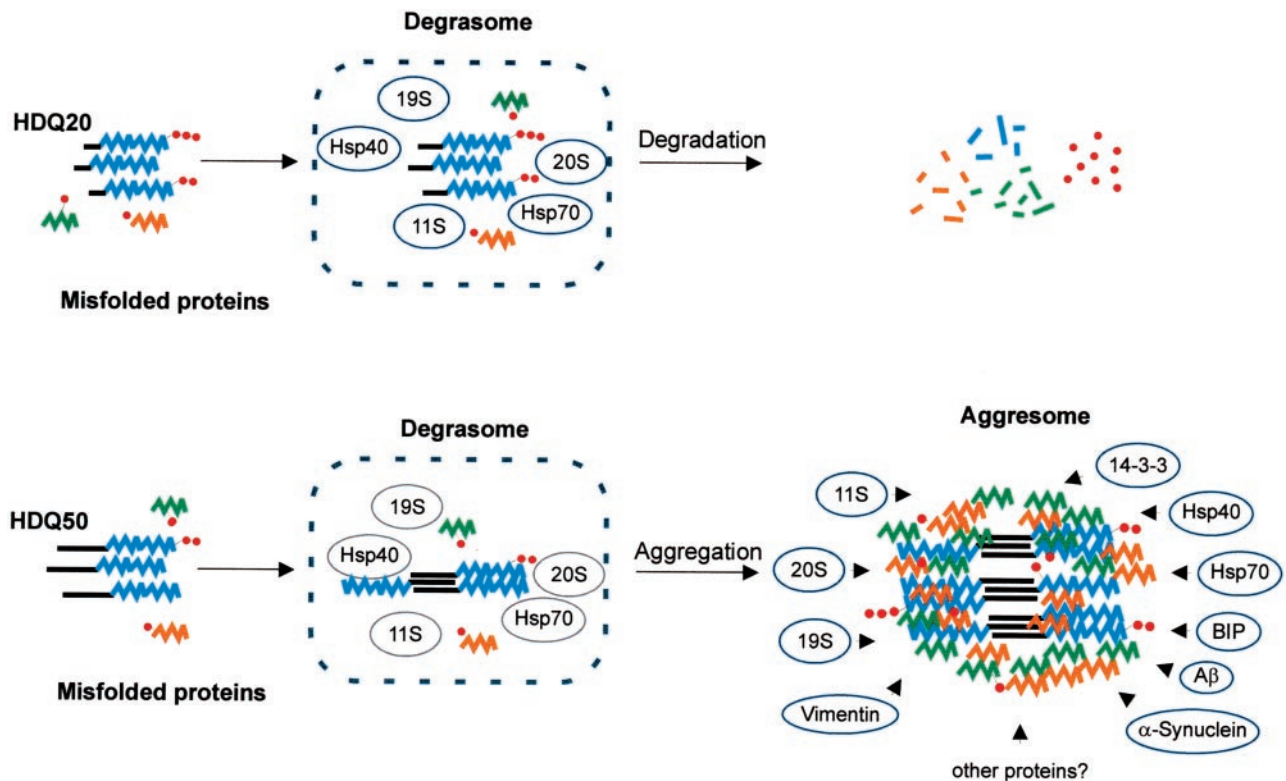 Degrasome
HDQ20
19S
Hsp40
20S
Hsp70
11S
Degradation
Misfolded proteins
Degrasome
Aggresome
HDQ50
19S
Hsp40
20S
Hsp70
11S
Aggregation
11S
20S
19S
Vimentin
14-3-3
Hsp40
Hsp70
BIP
Aβ
α-Synuclein
other proteins?
Misfolded proteins